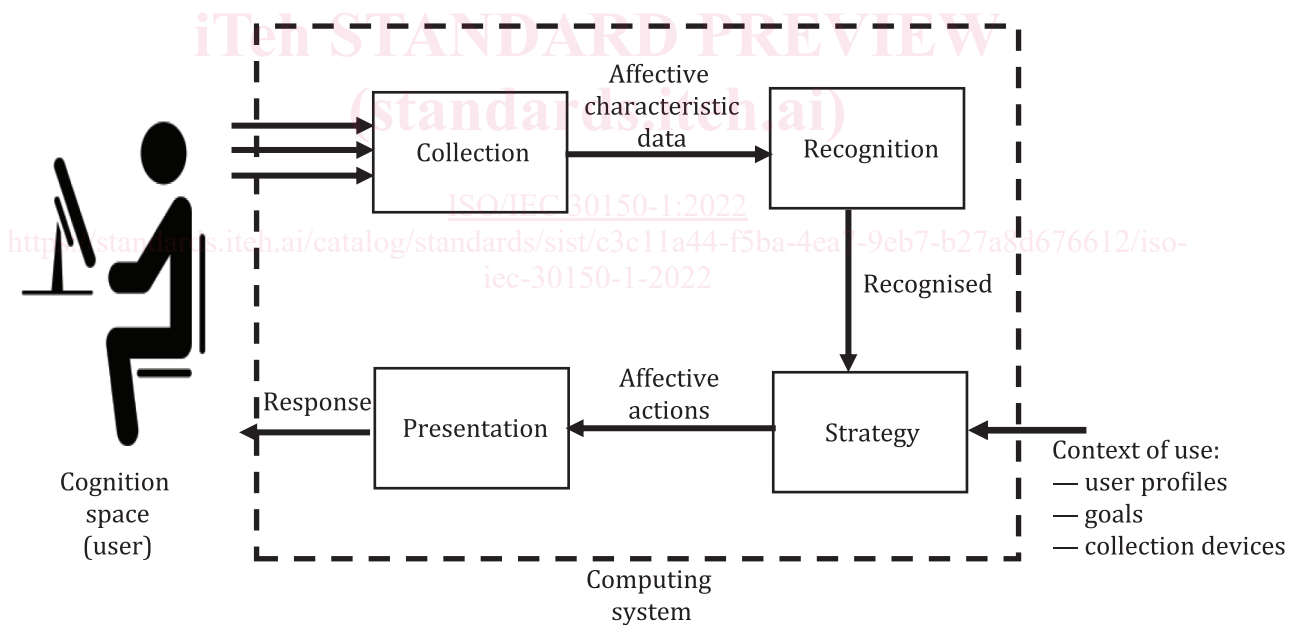 iTeh STANDARD PREVIEW
(standards.iteh.ai)
Affective
characteristic
data
Collection
Recognition
ISO/IEC 30150-1:2022
https://standards.iteh.ai/catalog/standards/sist/c3c11a44-f5ba-4ea7-9eb7-b27a8d676612/iso-
iec-30150-1-2022
Recognised
Affective
actions
Response
Presentation
Strategy
Context of use:
— user profiles
— goals
— collection devices
Cognition
space
(user)
Computing
system